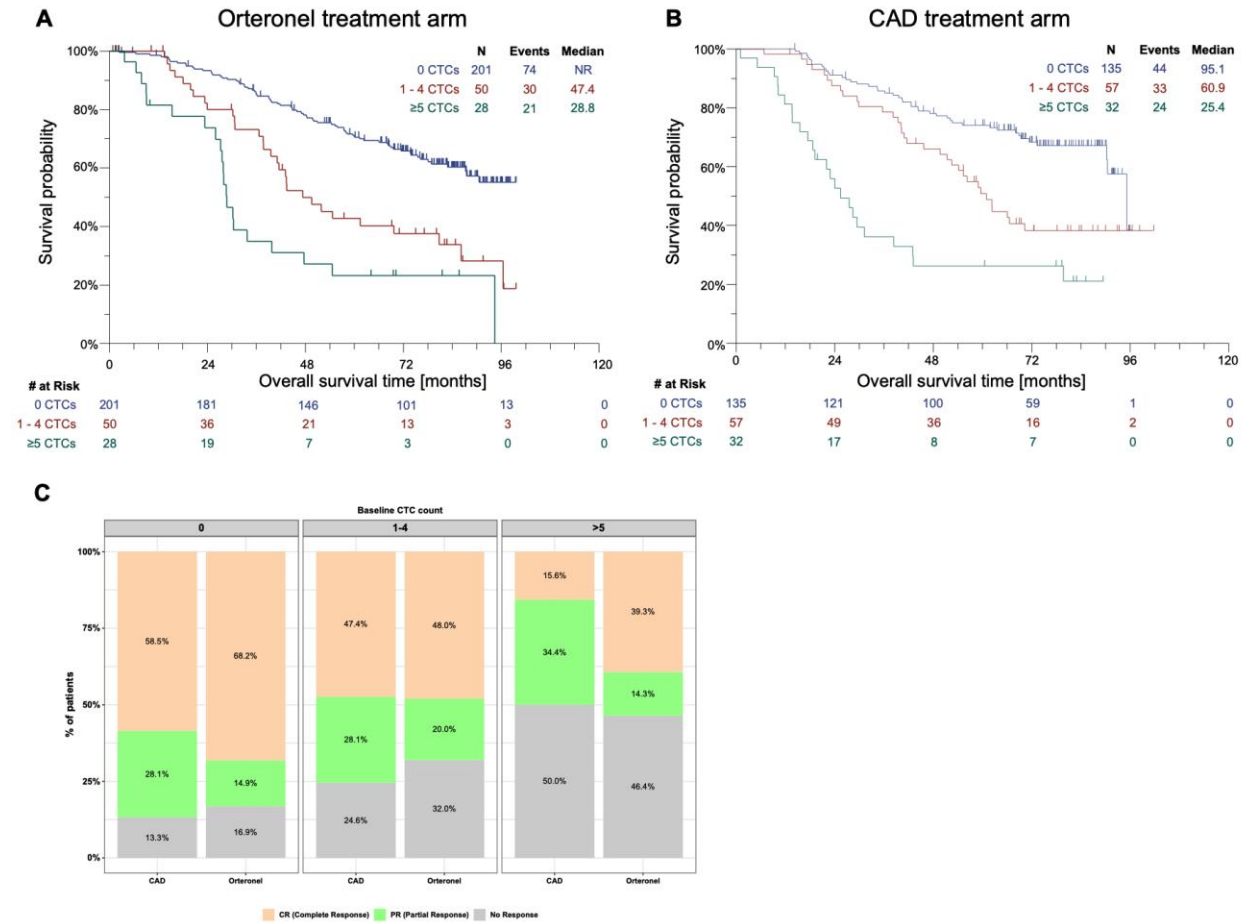 A
Orteronel treatment arm
N Events Median
0 CTCs 201 74 NR
1 - 4 CTCs 50 30 47.4
≥5 CTCs 28 21 28.8
Survival probability
100%
80%
60%
40%
20%
0%
0 24 48 72 96 120
Overall survival time [months]
# at Risk
0 CTCs 201 181 146 101 13 0
1 - 4 CTCs 50 36 21 13 3 0
≥5 CTCs 28 19 7 3 0 0
B
CAD treatment arm
N Events Median
0 CTCs 135 44 95.1
1 - 4 CTCs 57 33 60.9
≥5 CTCs 32 24 25.4
Survival probability
100%
80%
60%
40%
20%
0%
0 24 48 72 96 120
Overall survival time [months]
# at Risk
0 CTCs 135 121 100 59 1 0
1 - 4 CTCs 57 49 36 16 2 0
≥5 CTCs 32 17 8 7 0 0
C
Baseline CTC count
0 1-4 >5
% of patients
100%
75%
50%
25%
0%
58.5% 68.2% 47.4% 48.0% 15.6% 39.3%
28.1% 14.9% 28.1% 20.0% 34.4% 14.3%
13.3% 16.9% 24.6% 32.0% 50.0% 46.4%
CAD Orteronel CAD Orteronel CAD Orteronel
CR (Complete Response) PR (Partial Response) No Response